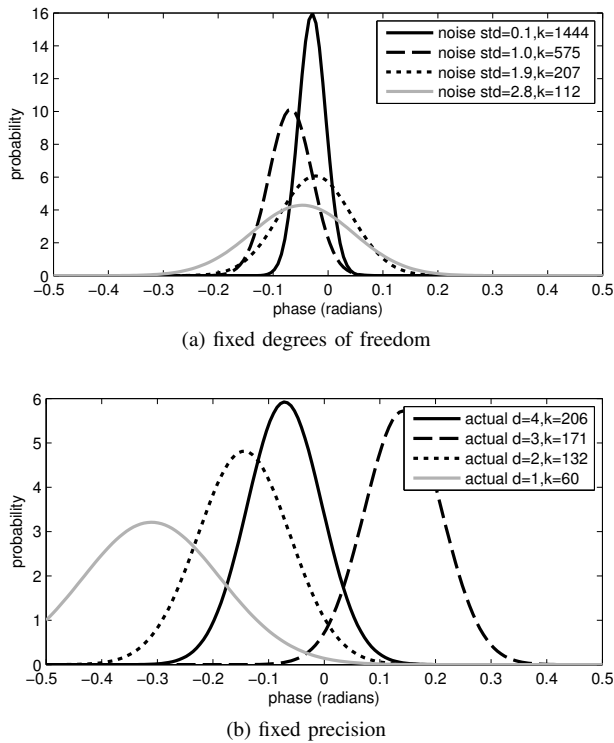 16
14
12
10
8
6
4
2
0
probability
noise std=0.1,k=1444
noise std=1.0,k=575
noise std=1.9,k=207
noise std=2.8,k=112
−0.5 −0.4 −0.3 −0.2 −0.1 0 0.1 0.2 0.3 0.4 0.5
phase (radians)
(a) fixed degrees of freedom
6
5
4
3
2
1
0
probability
actual d=4,k=206
actual d=3,k=171
actual d=2,k=132
actual d=1,k=60
−0.5 −0.4 −0.3 −0.2 −0.1 0 0.1 0.2 0.3 0.4 0.5
phase (radians)
(b) fixed precision